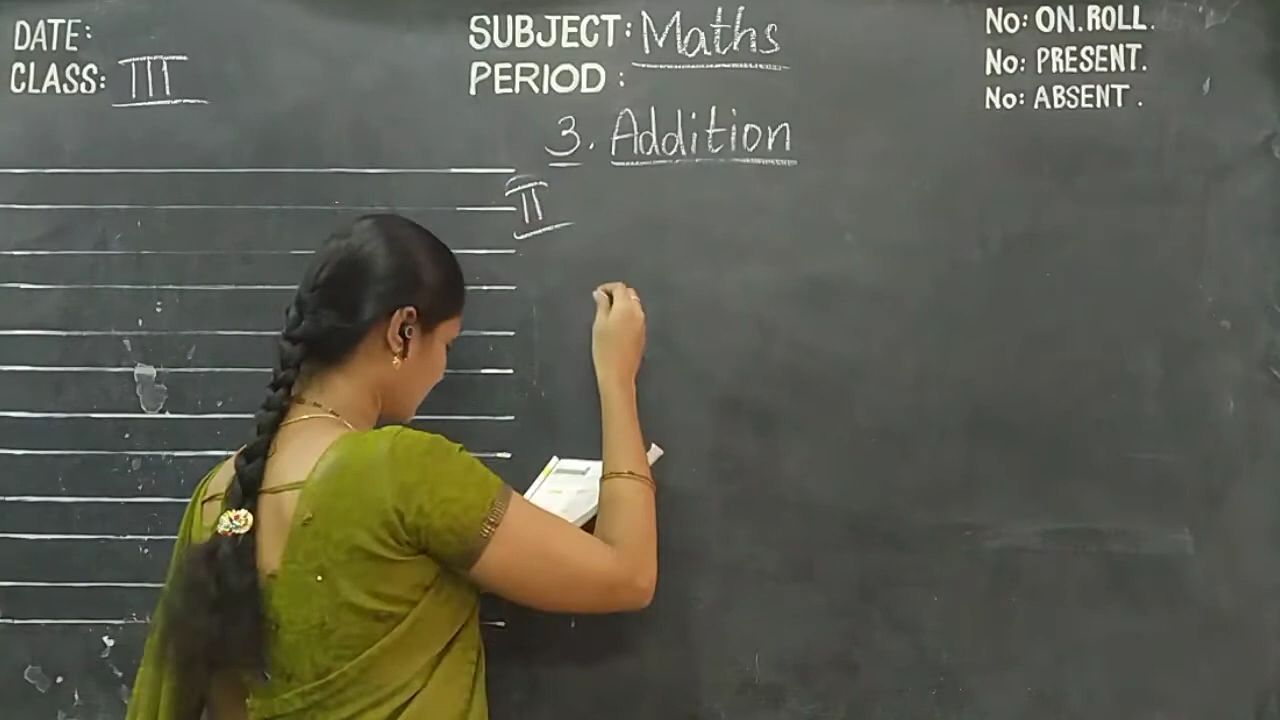 DATE:
CLASS: III
SUBJECT: Maths
PERIOD:
No: ON.ROLL.
No: PRESENT.
No: ABSENT.
3. Addition
II